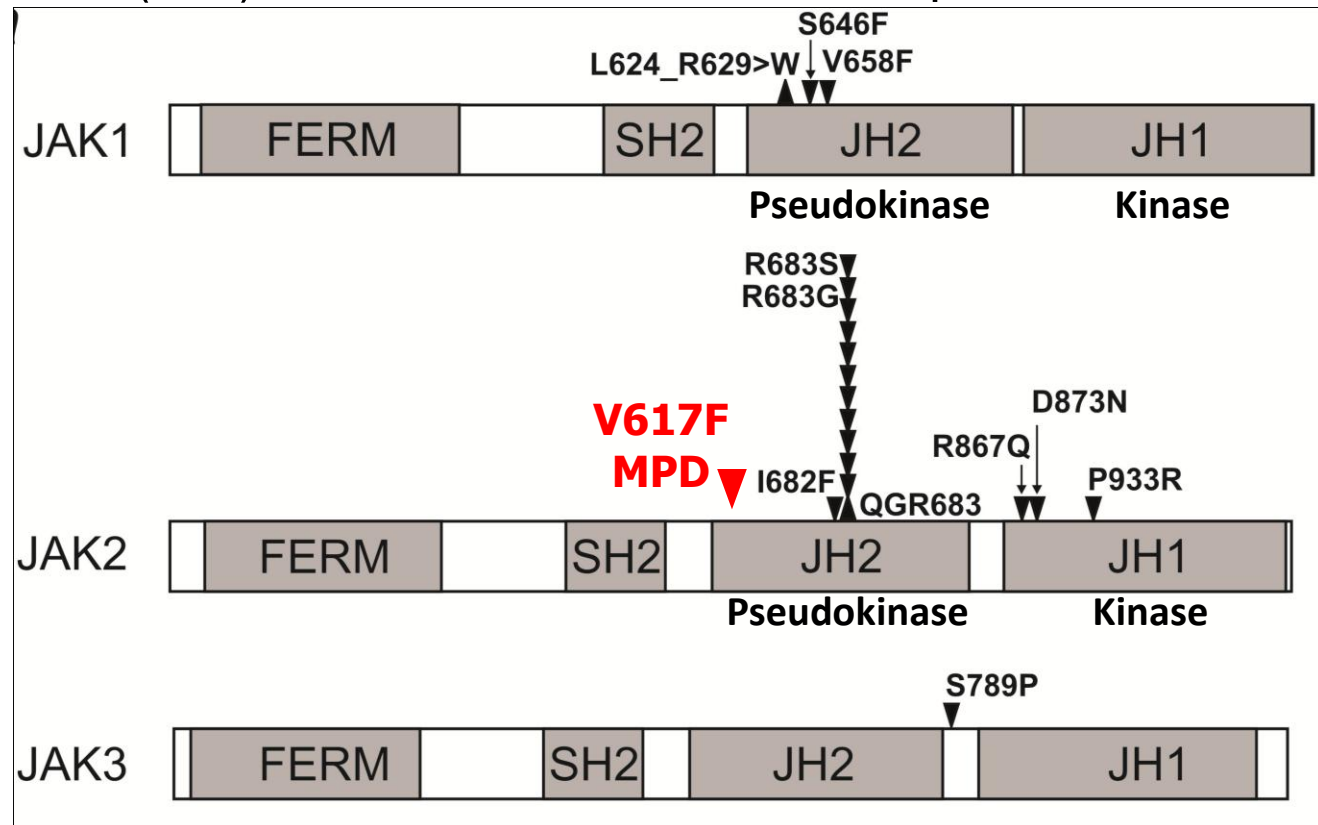 S646F
L624_R629>W V658F
JAK1 FERM SH2 JH2 JH1
Pseudokinase Kinase
R683S
R683G
V617F
MPD
D873N
R867Q
I682F QGR683 P933R
JAK2 FERM SH2 JH2 JH1
Pseudokinase Kinase
S789P
JAK3 FERM SH2 JH2 JH1